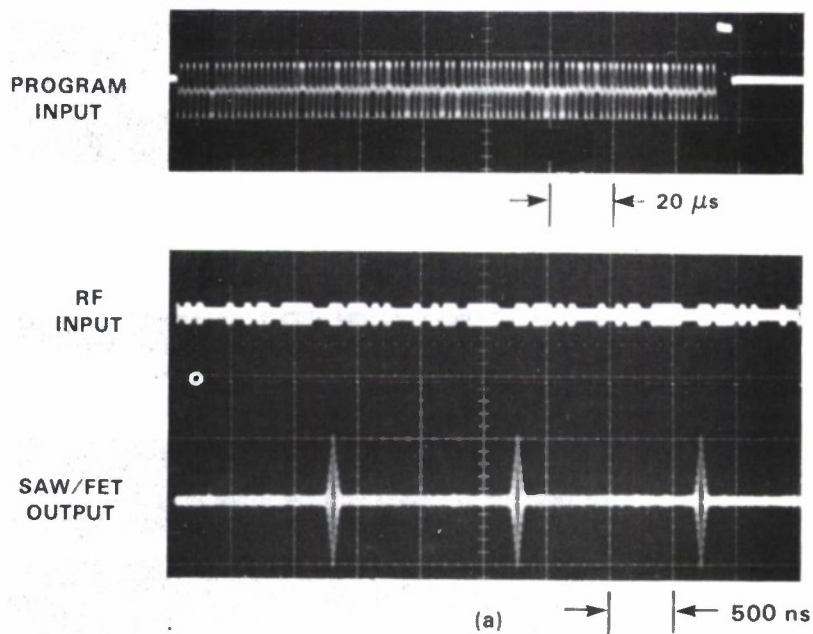 PROGRAM
INPUT
20 μs
RF
INPUT
SAW/FET
OUTPUT
(a)
500 ns